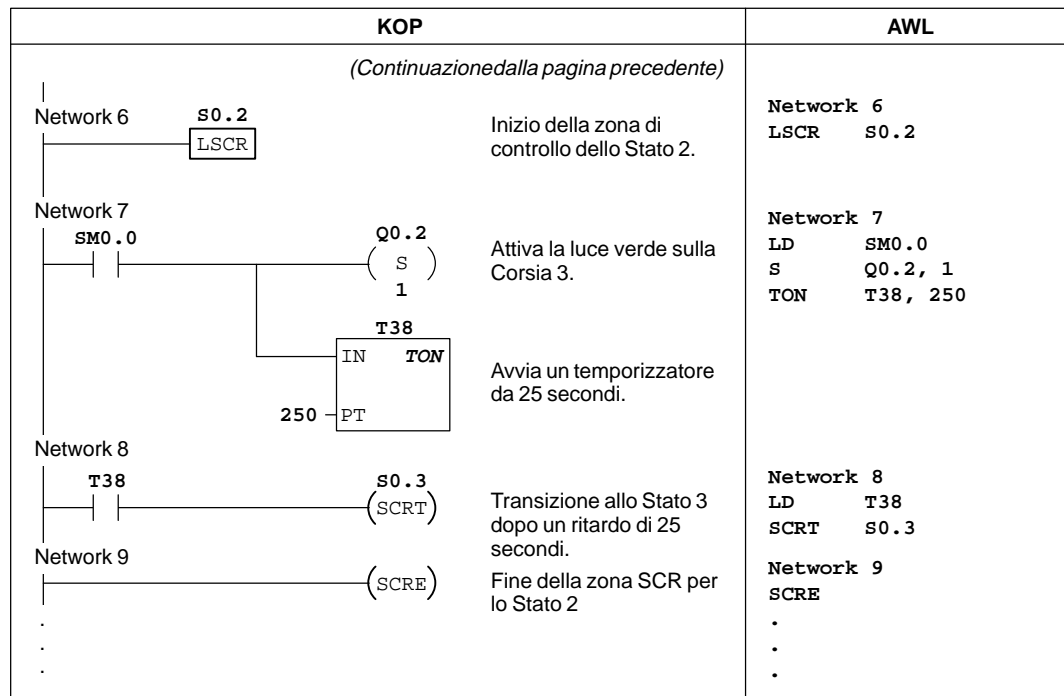 KOP
AWL
(Continuazionedalla pagina precedente)
Network 6
S0.2
LSCR
Inizio della zona di
controllo dello Stato 2.
Network 6
LSCR S0.2
Network 7
SM0.0
Q0.2
S
1
Attiva la luce verde sulla
Corsia 3.
T38
IN TON
250 PT
Avvia un temporizzatore
da 25 secondi.
Network 7
LD SM0.0
S Q0.2, 1
TON T38, 250
Network 8
T38
S0.3
SCRT
Transizione allo Stato 3
dopo un ritardo di 25
secondi.
Network 8
LD T38
SCRT S0.3
Network 9
SCRE
Fine della zona SCR per
lo Stato 2
.
.
.
Network 9
SCRE
.
.
.